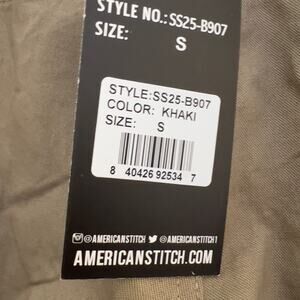 STYLE NO.: SS25-B907
SIZE: S
STYLE:SS25-B907
COLOR: KHAKI
SIZE: S
8 40426 92534 7
@AMERICANSTITCH @AMERICANSTITCH1
AMERICANSTITCH.COM